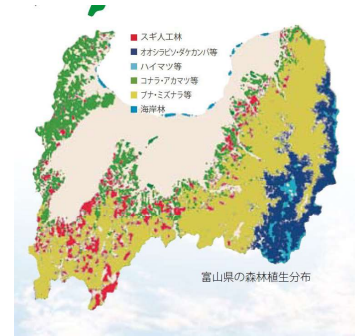 スギ人工林
オオシラビソ・ダケカンバ等
ハイマツ等
コナラ・アカマツ等
ブナ・ミズナラ等
海岸林
富山県の森林植生分布